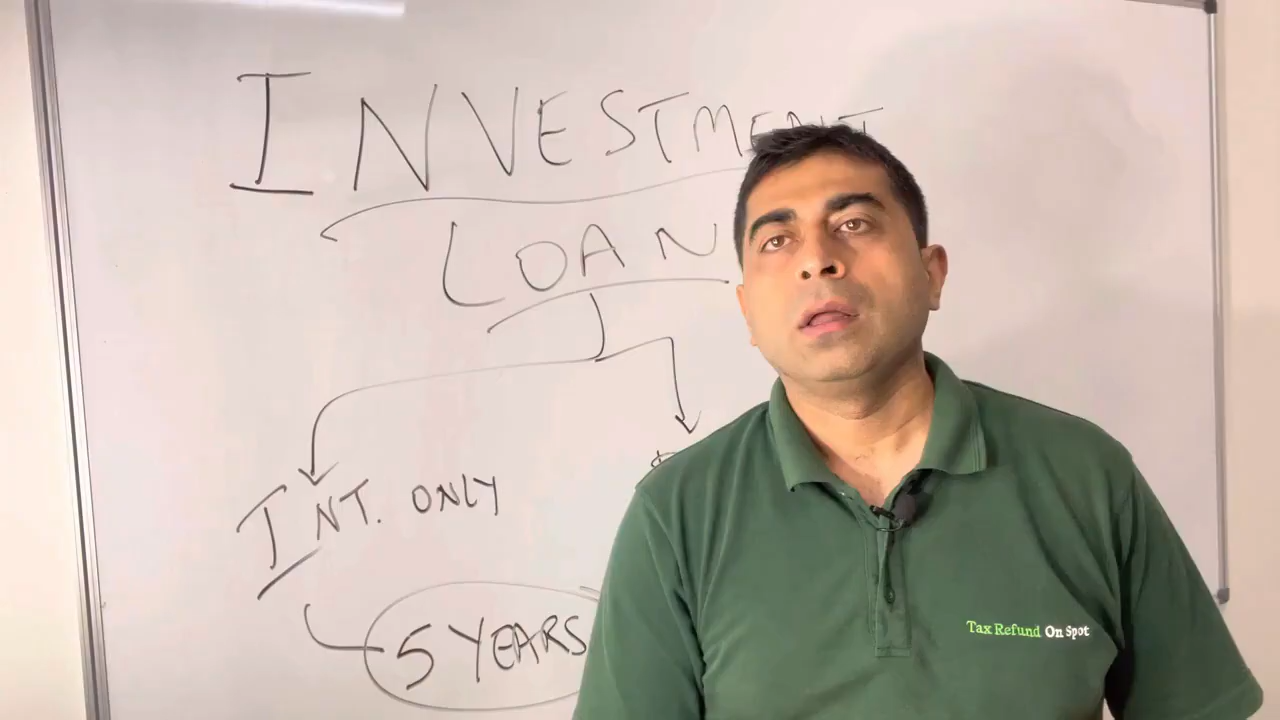 INVESTMENT
LOAN
INT. ONLY
5 YEARS
Tax Refund On Spot